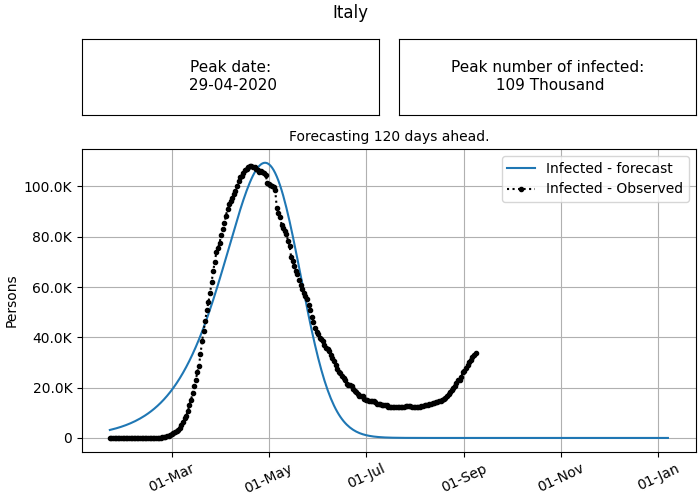 Italy
Peak date:
29-04-2020
Peak number of infected:
109 Thousand
Forecasting 120 days ahead.
Infected - forecast
Infected - Observed
100.0K
80.0K
60.0K
40.0K
20.0K
0
Persons
01-Mar
01-May
01-Jul
01-Sep
01-Nov
01-Jan